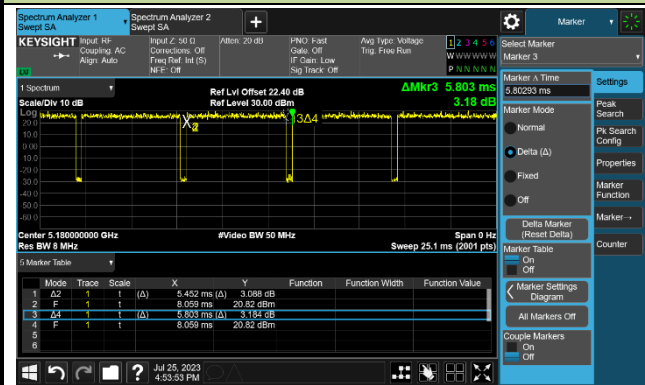 Spectrum Analyzer 1
Swept SA
Spectrum Analyzer 2
Swept SA
+
Marker
KEYSIGHT
Input: RF
Coupling: AC
Align: Auto
Input Z: 50 Ω
Corrections: Off
Freq Ref: Int (S)
NFE: Off
Atten: 20 dB
PNO: Fast
Gate: Off
IF Gain: Low
Sig Track: Off
Avg Type: Voltage
Trig: Free Run
1 2 3 4 5 6
W W W W W W
P N N N N N
Select Marker
Marker 3
1 Spectrum
Scale/Div 10 dB
Ref Lvl Offset 22.40 dB
Ref Level 30.00 dBm
ΔMkr3 5.803 ms
3.18 dB
Log
20.0
10.0
0.00
-10.0
-20.0
-30.0
-40.0
-50.0
-60.0
X2
3Δ4
Center 5.180000000 GHz
Res BW 8 MHz
#Video BW 50 MHz
Span 0 Hz
Sweep 25.1 ms (2001 pts)
5 Marker Table
Mode Trace Scale X Y Function Function Width Function Value
1 Δ2 1 t (Δ) 5.452 ms (Δ) 3.088 dB
2 F 1 t 8.059 ms 20.82 dBm
3 Δ4 1 t (Δ) 5.803 ms (Δ) 3.184 dB
4 F 1 t 8.059 ms 20.82 dBm
5
6
Marker Δ Time
5.80293 ms
Marker Mode
Normal
Delta (Δ)
Fixed
Off
Delta Marker
(Reset Delta)
Marker Table
On
Off
Marker Settings
Diagram
All Markers Off
Couple Markers
On
Off
Settings
Peak
Search
Pk Search
Config
Properties
Marker
Function
Marker→
Counter
?
Jul 25, 2023
4:53:53 PM